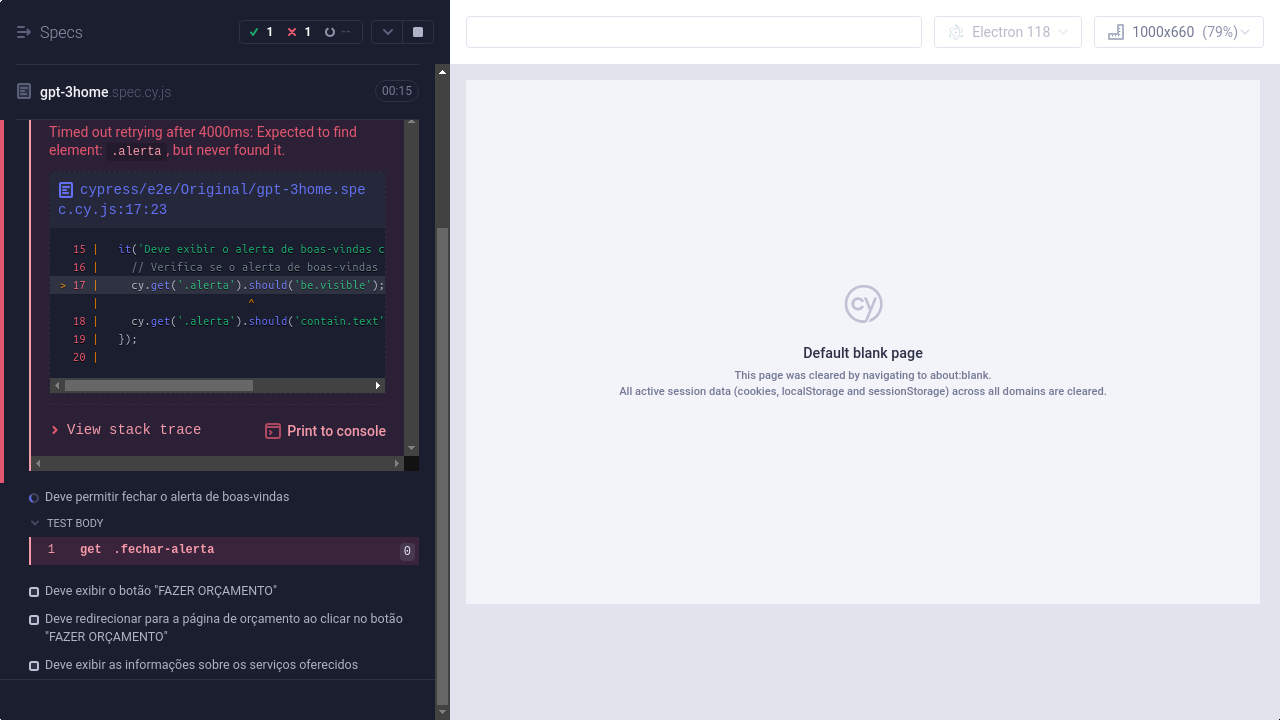 Specs
1
1
--
gpt-3home spec.cy.js
00:15
Timed out retrying after 4000ms: Expected to find
element: .alerta, but never found it.
cypress/e2e/Original/gpt-3home.spe
c.cy.js:17:23
15 | it('Deve exibir o alerta de boas-vindas c
16 | // Verifica se o alerta de boas-vindas
> 17 | cy.get('.alerta').should('be.visible');
| ^
18 | cy.get('.alerta').should('contain.text'
19 | });
20 |
> View stack trace
Print to console
Deve permitir fechar o alerta de boas-vindas
TEST BODY
1 get .fechar-alerta 0
Deve exibir o botão "FAZER ORÇAMENTO"
Deve redirecionar para a página de orçamento ao clicar no botão
"FAZER ORÇAMENTO"
Deve exibir as informações sobre os serviços oferecidos
Electron 118
1000x660 (79%)
cy
Default blank page
This page was cleared by navigating to about:blank.
All active session data (cookies, localStorage and sessionStorage) across all domains are cleared.